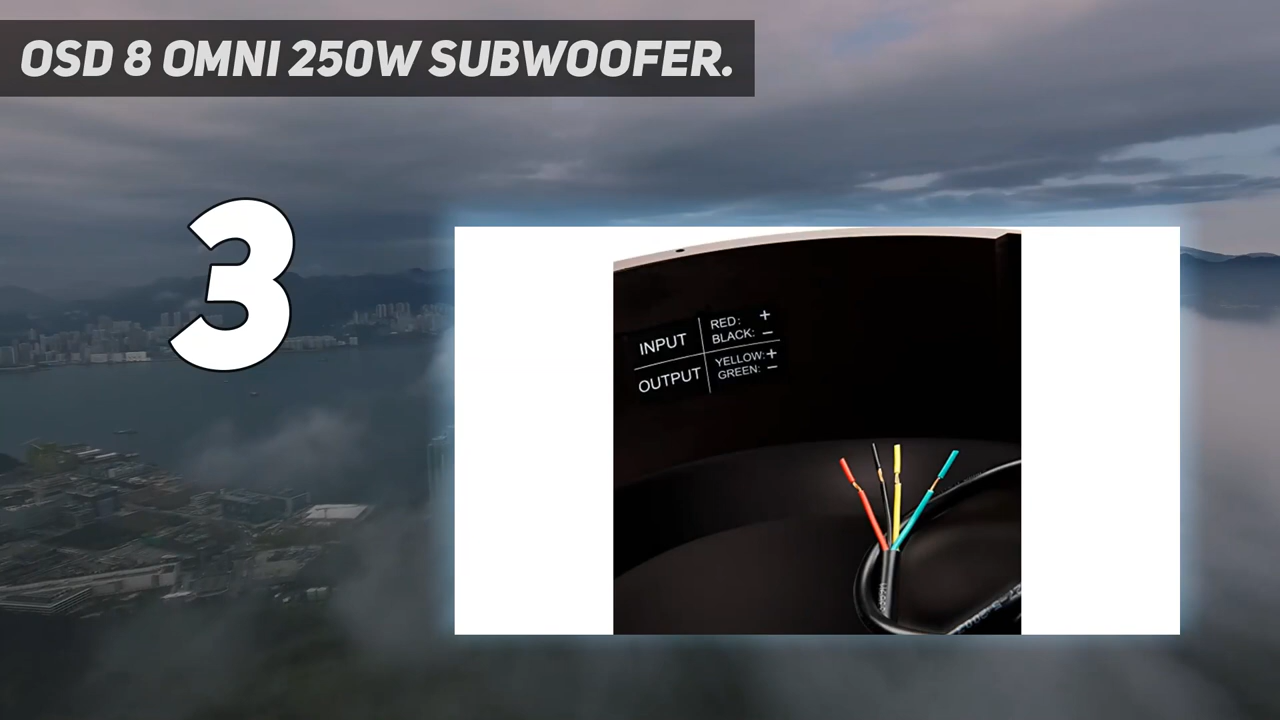 OSD 8 OMNI 250W SUBWOOFER.
3
INPUT
RED: +
BLACK: −
OUTPUT
YELLOW: +
GREEN: −